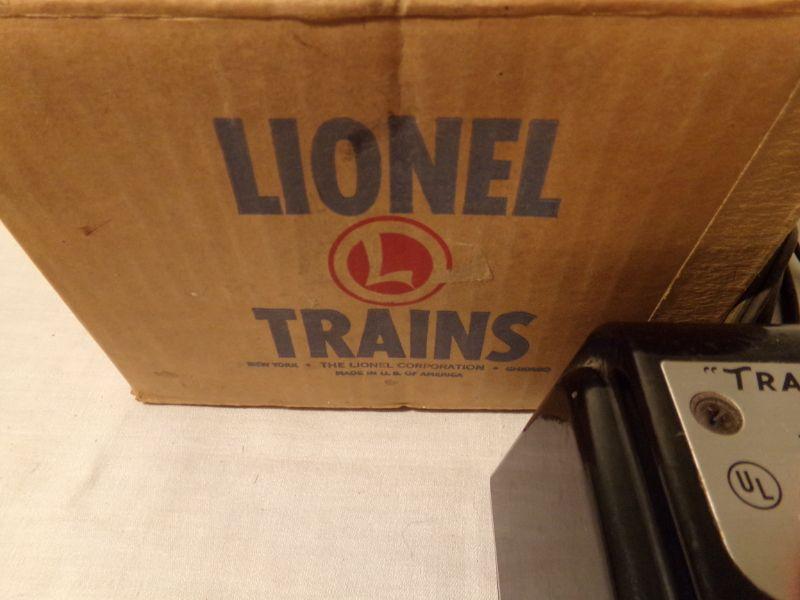 LIONEL
L
TRAINS
NEW YORK • THE LIONEL CORPORATION • CHICAGO
MADE IN U. S. OF AMERICA
"TRA
UL